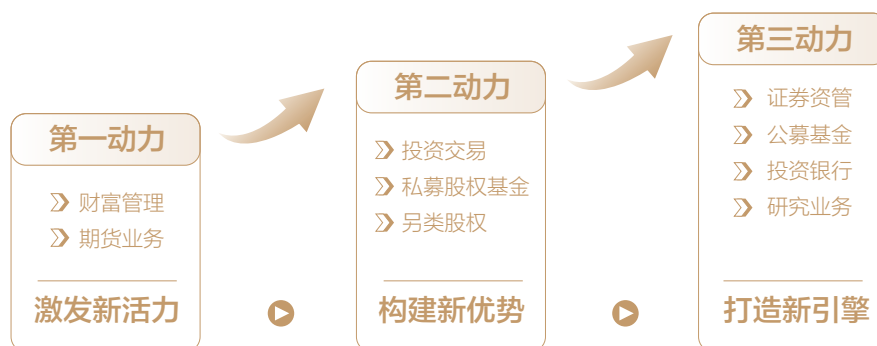 第一动力
财富管理
期货业务
激发新活力
第二动力
投资交易
私募股权基金
另类股权
构建新优势
第三动力
证券资管
公募基金
投资银行
研究业务
打造新引擎